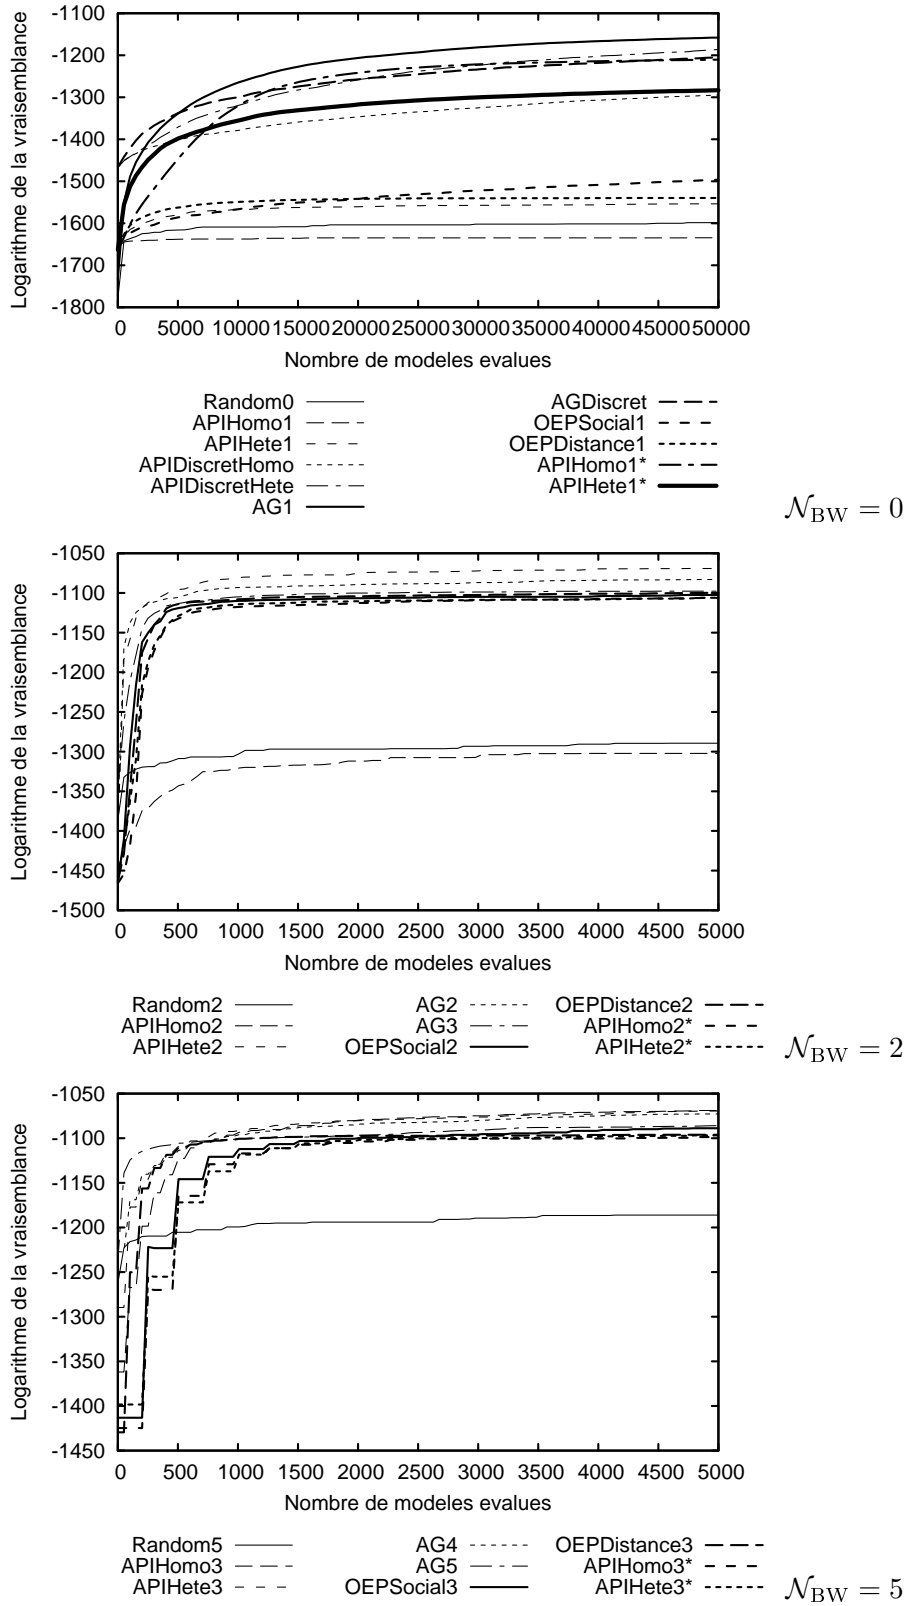 -1100
-1200
-1300
-1400
-1500
-1600
-1700
-1800
Logarithme de la vraisemblance
0 5000 10000 15000 20000 25000 30000 35000 40000 45000 50000
Nombre de modeles evalues
Random0
APIHomo1
APIHete1
APIDiscretHomo
APIDiscretHete
AG1
AGDiscret
OEPSocial1
OEPDistance1
APIHomo1*
APIHete1*
𝒩BW = 0
-1050
-1100
-1150
-1200
-1250
-1300
-1350
-1400
-1450
-1500
Logarithme de la vraisemblance
0 500 1000 1500 2000 2500 3000 3500 4000 4500 5000
Nombre de modeles evalues
Random2
APIHomo2
APIHete2
AG2
AG3
OEPSocial2
OEPDistance2
APIHomo2*
APIHete2*
𝒩BW = 2
-1050
-1100
-1150
-1200
-1250
-1300
-1350
-1400
-1450
Logarithme de la vraisemblance
0 500 1000 1500 2000 2500 3000 3500 4000 4500 5000
Nombre de modeles evalues
Random5
APIHomo3
APIHete3
AG4
AG5
OEPSocial3
OEPDistance3
APIHomo3*
APIHete3*
𝒩BW = 5